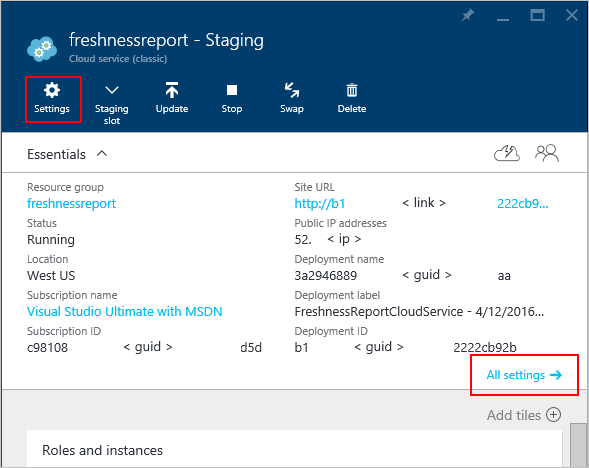 freshnessreport - Staging
Cloud service (classic)
Settings
Staging slot
Update
Stop
Swap
Delete
Essentials
Resource group
freshnessreport
Site URL
http://b1 < link > 222cb9...
Status
Running
Public IP addresses
52. < ip >
Location
West US
Deployment name
3a2946889 < guid > aa
Subscription name
Visual Studio Ultimate with MSDN
Deployment label
FreshnessReportCloudService - 4/12/2016...
Subscription ID
c98108 < guid > d5d
Deployment ID
b1 < guid > 2222cb92b
All settings
Add tiles
Roles and instances